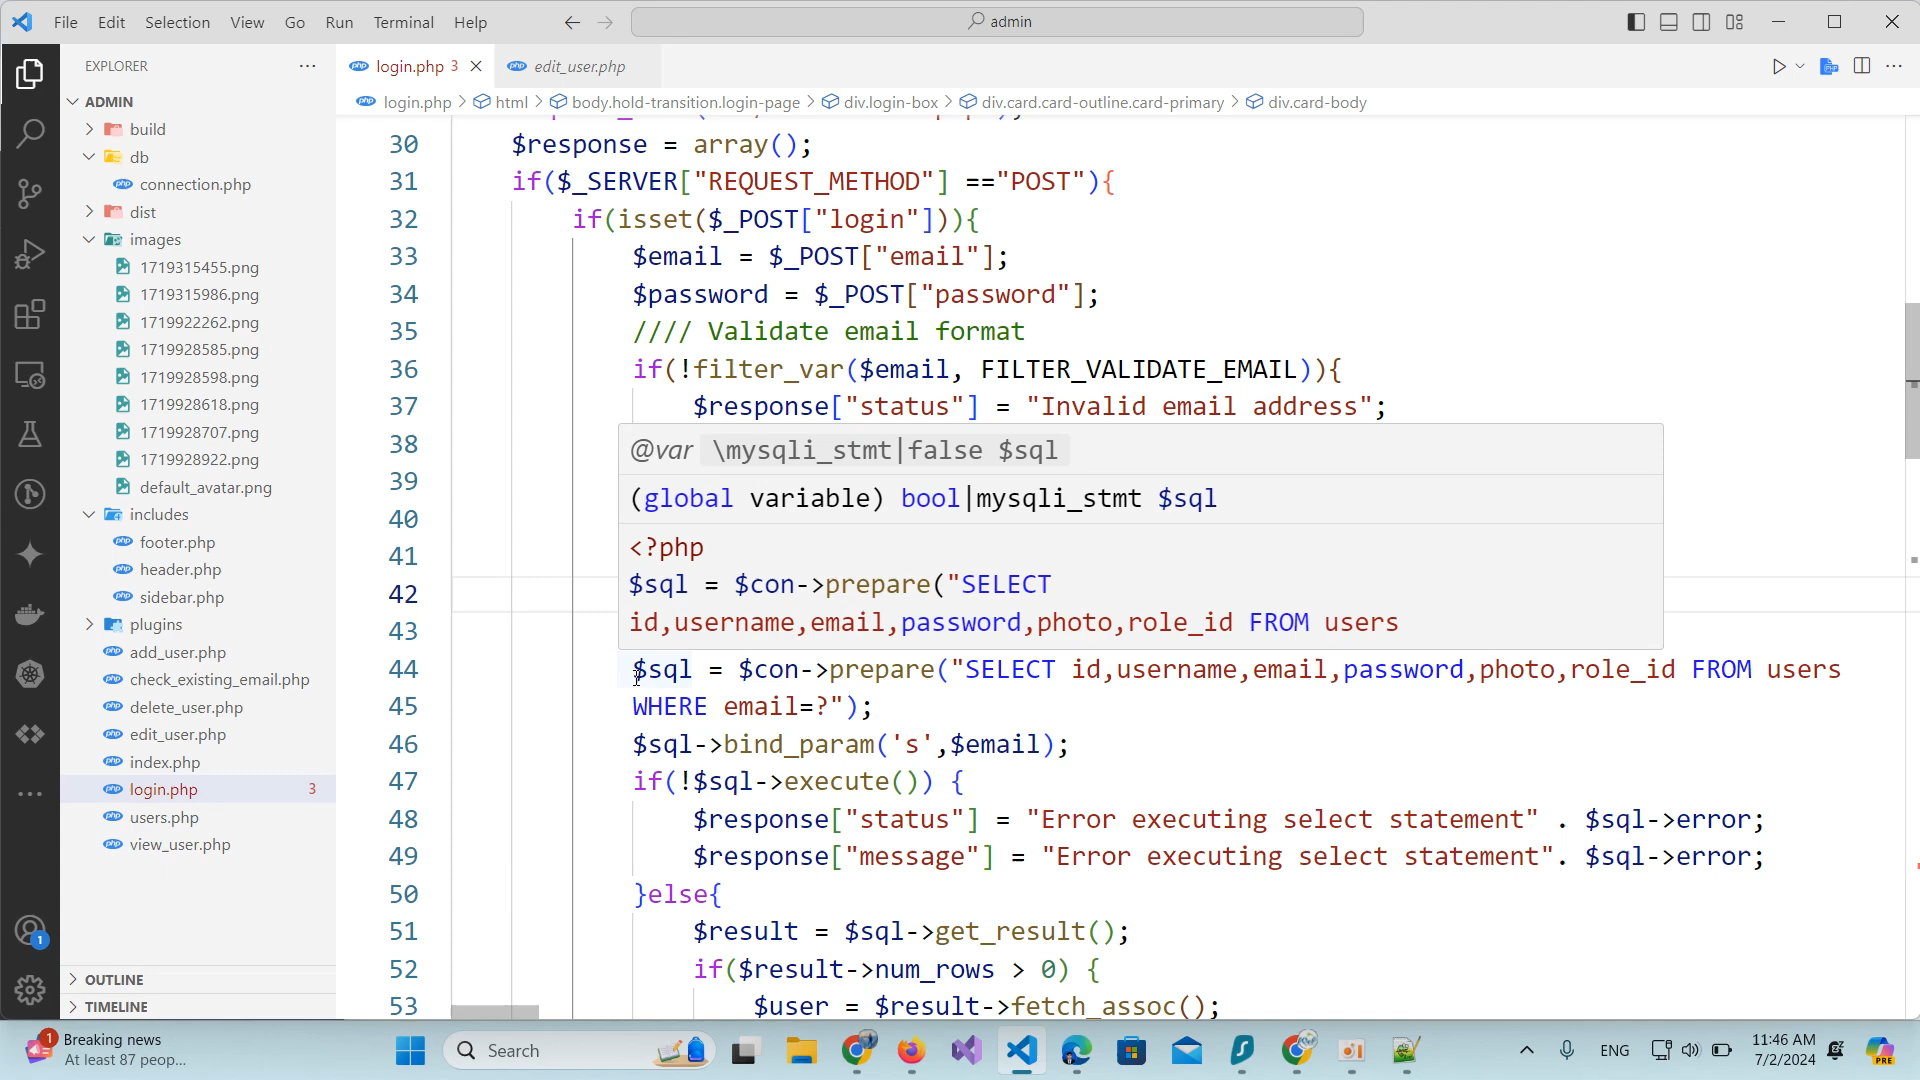 File Edit Selection View Go Run Terminal Help
admin
EXPLORER
login.php 3
edit_user.php
login.php > html > body.hold-transition.login-page > div.login-box > div.card.card-outline.card-primary > div.card-body
ADMIN
build
db
connection.php
dist
images
1719315455.png
1719315986.png
1719922262.png
1719928585.png
1719928598.png
1719928618.png
1719928707.png
1719928922.png
default_avatar.png
includes
footer.php
header.php
sidebar.php
plugins
add_user.php
check_existing_email.php
delete_user.php
edit_user.php
index.php
login.php 3
users.php
view_user.php
OUTLINE
TIMELINE
1
30 $response = array();
31 if($_SERVER["REQUEST_METHOD"] =="POST"){
32 if(isset($_POST["login"])){
33 $email = $_POST["email"];
34 $password = $_POST["password"];
35 //// Validate email format
36 if(!filter_var($email, FILTER_VALIDATE_EMAIL)){
37 $response["status"] = "Invalid email address";
38
39
40
41
42
43
@var \mysqli_stmt|false $sql
(global variable) bool|mysqli_stmt $sql
<?php
$sql = $con->prepare("SELECT
id,username,email,password,photo,role_id FROM users
44 $sql = $con->prepare("SELECT id,username,email,password,photo,role_id FROM users
45 WHERE email=?");
46 $sql->bind_param('s',$email);
47 if(!$sql->execute()) {
48 $response["status"] = "Error executing select statement" . $sql->error;
49 $response["message"] = "Error executing select statement". $sql->error;
50 }else{
51 $result = $sql->get_result();
52 if($result->num_rows > 0) {
53 $user = $result->fetch_assoc();
1
Breaking news
At least 87 peop...
Search
ENG
11:46 AM
7/2/2024
PRE